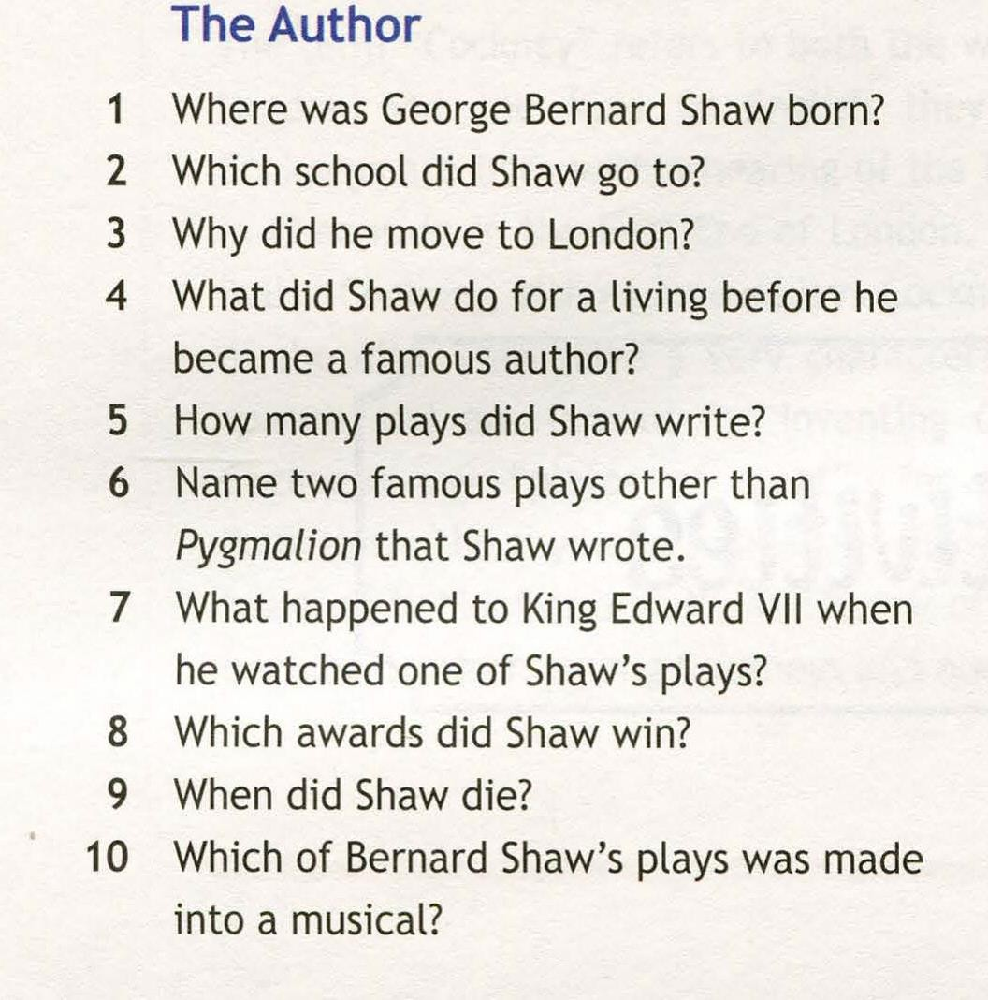 The Author
1 Where was George Bernard Shaw born?
2 Which school did Shaw go to?
3 Why did he move to London?
4 What did Shaw do for a living before he
became a famous author?
5 How many plays did Shaw write?
6 Name two famous plays other than
Pygmalion that Shaw wrote.
7 What happened to King Edward VII when
he watched one of Shaw's plays?
8 Which awards did Shaw win?
9 When did Shaw die?
10 Which of Bernard Shaw's plays was made
into a musical?